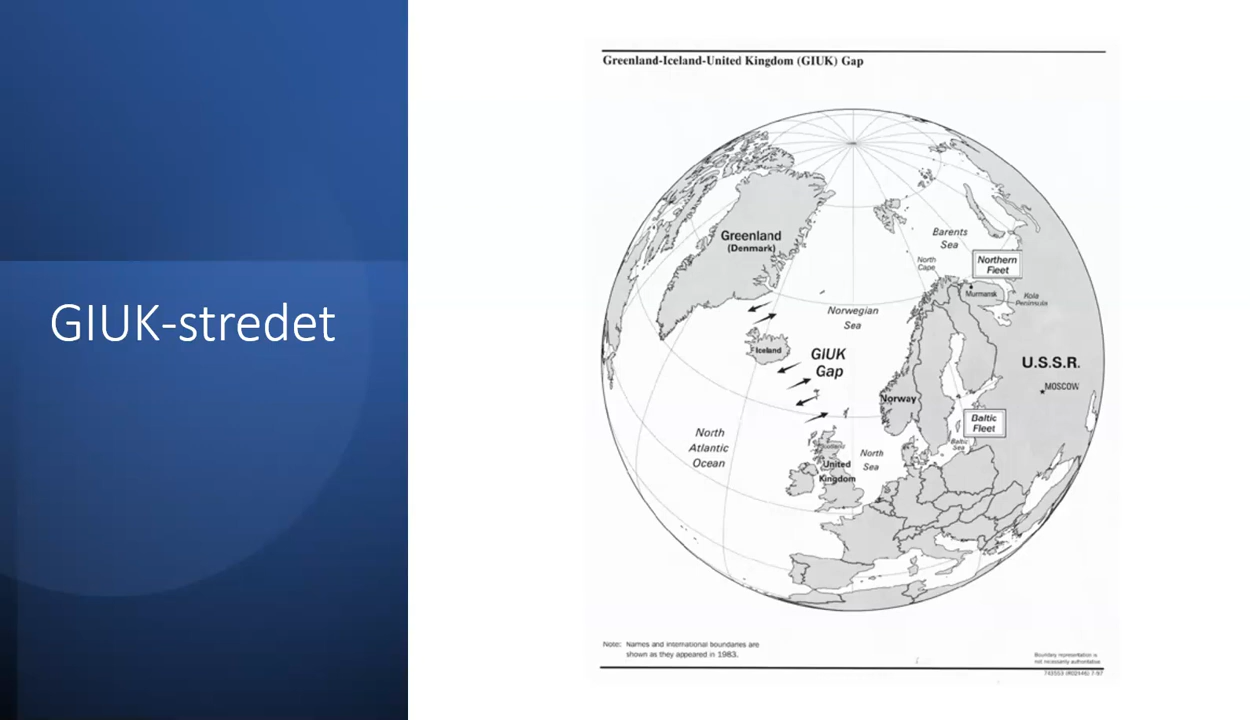 GIUK-stredet
Greenland-Iceland-United Kingdom (GIUK) Gap
Greenland
(Denmark)
Barents
Sea
North
Cape
Northern
Fleet
Murmansk
Kola
Peninsula
Norwegian
Sea
Iceland
GIUK
Gap
U.S.S.R.
MOSCOW
Norway
Baltic
Fleet
Baltic
Sea
North
Atlantic
Ocean
Scotland
North
Sea
United
Kingdom
Note: Names and international boundaries are
shown as they appeared in 1983.
Boundary representation is
not necessarily authoritative